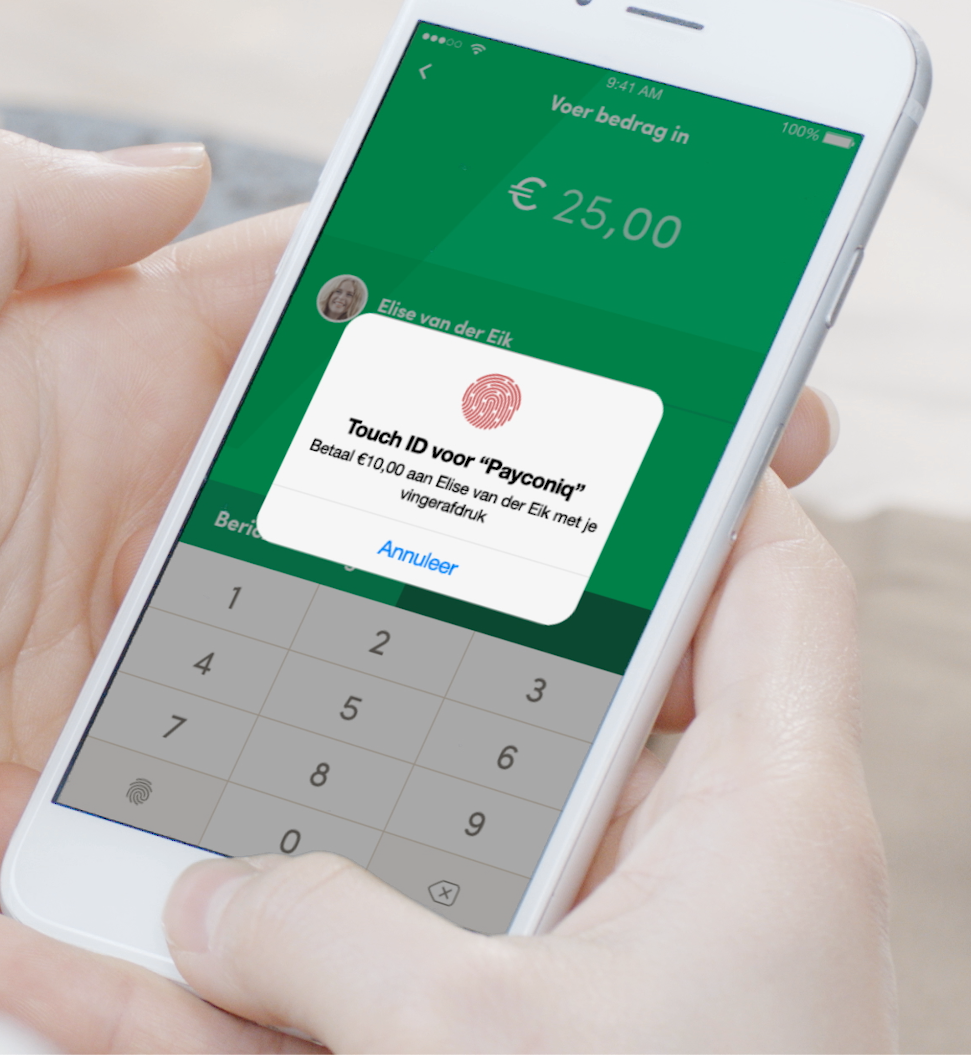 9:41 AM
100%
Voer bedrag in
€ 25,00
Elise van der Eik
Touch ID voor “Payconiq”
Betaal €10,00 aan Elise van der Eik met je
vingerafdruk
Annuleer
1
2
3
4
5
6
7
8
9
0